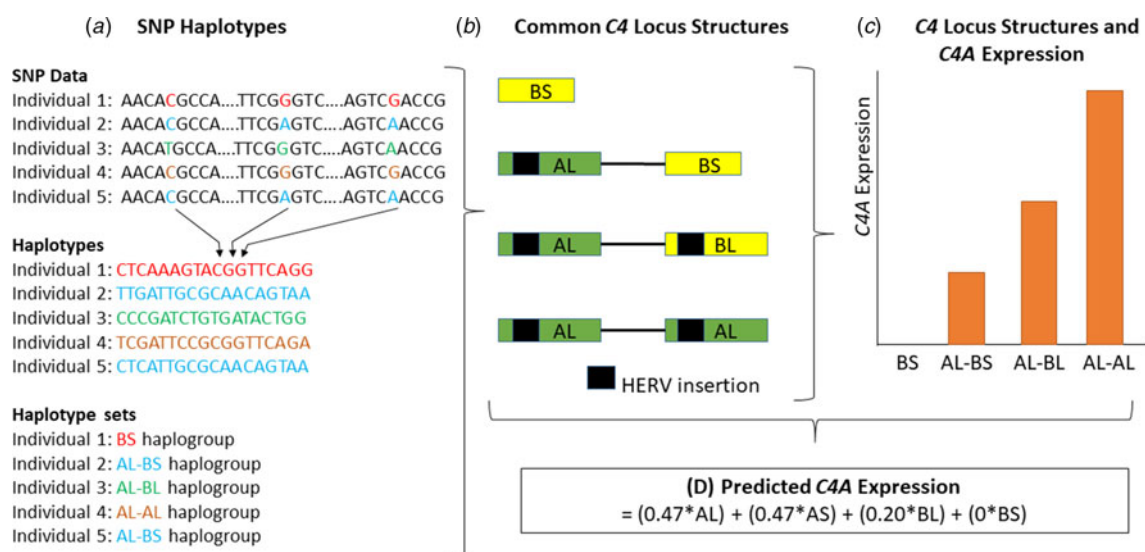 (a) SNP Haplotypes
SNP Data
Individual 1: AACACGCCA....TTCGGGTC....AGTCGACCG
Individual 2: AACACGCCA....TTCGAGTC....AGTCAACCG
Individual 3: AACATGCCA....TTCGGGTC....AGTCAACCG
Individual 4: AACACGCCA....TTCGGGTC....AGTCGACCG
Individual 5: AACACGCCA....TTCGAGTC....AGTCAACCG
Haplotypes
Individual 1: CTCAAAGTACGGTTCAGG
Individual 2: TTGATTGCGCAACAGTAA
Individual 3: CCCGATCTGTGATACTGG
Individual 4: TCGATTCCGCGGTTCAGA
Individual 5: CTCATTGCGCAACAGTAA
Haplotype sets
Individual 1: BS haplogroup
Individual 2: AL-BS haplogroup
Individual 3: AL-BL haplogroup
Individual 4: AL-AL haplogroup
Individual 5: AL-BS haplogroup
(b) Common C4 Locus Structures
BS
AL BS
AL BL
AL AL
HERV insertion
(c) C4 Locus Structures and
C4A Expression
C4A Expression
BS AL-BS AL-BL AL-AL
(D) Predicted C4A Expression
= (0.47*AL) + (0.47*AS) + (0.20*BL) + (0*BS)